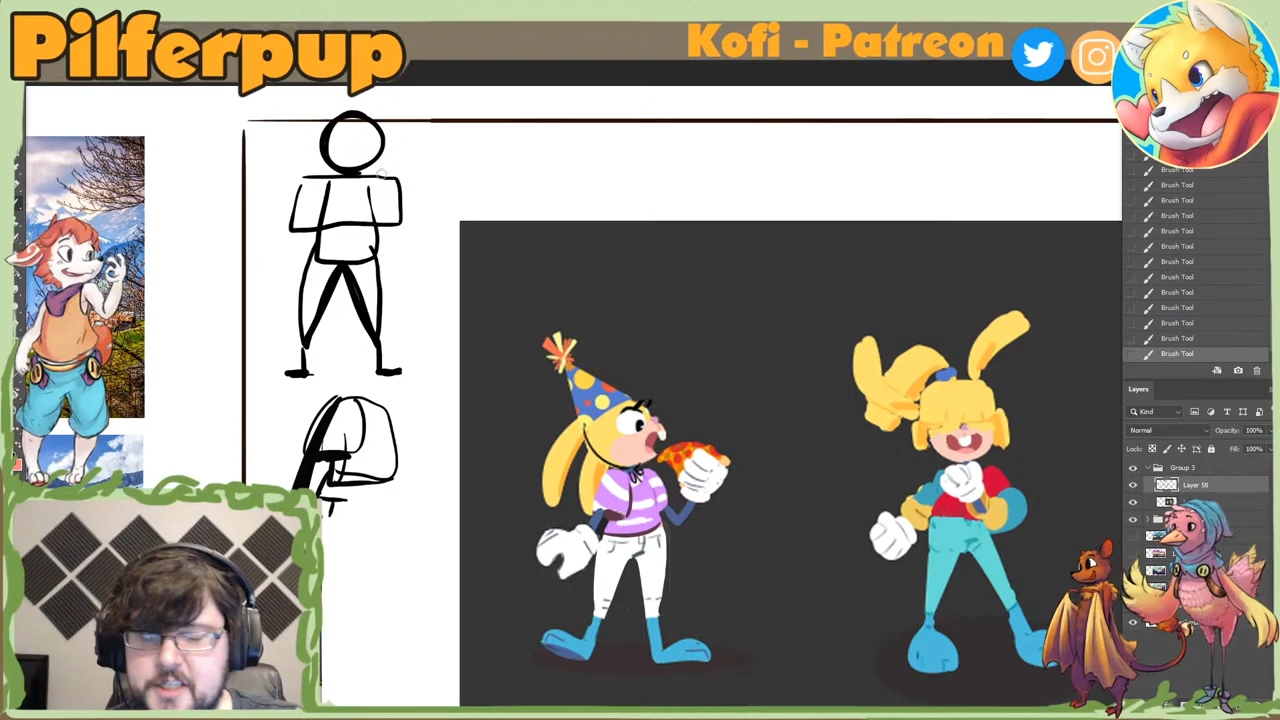 Pilferpup
Kofi - Patreon
Brush Tool
Brush Tool
Brush Tool
Brush Tool
Brush Tool
Brush Tool
Brush Tool
Brush Tool
Brush Tool
Brush Tool
Brush Tool
Brush Tool
Brush Tool
Layers
Kind
Normal
Opacity: 100%
Lock:
Fill: 100%
Group 3
Layer 58